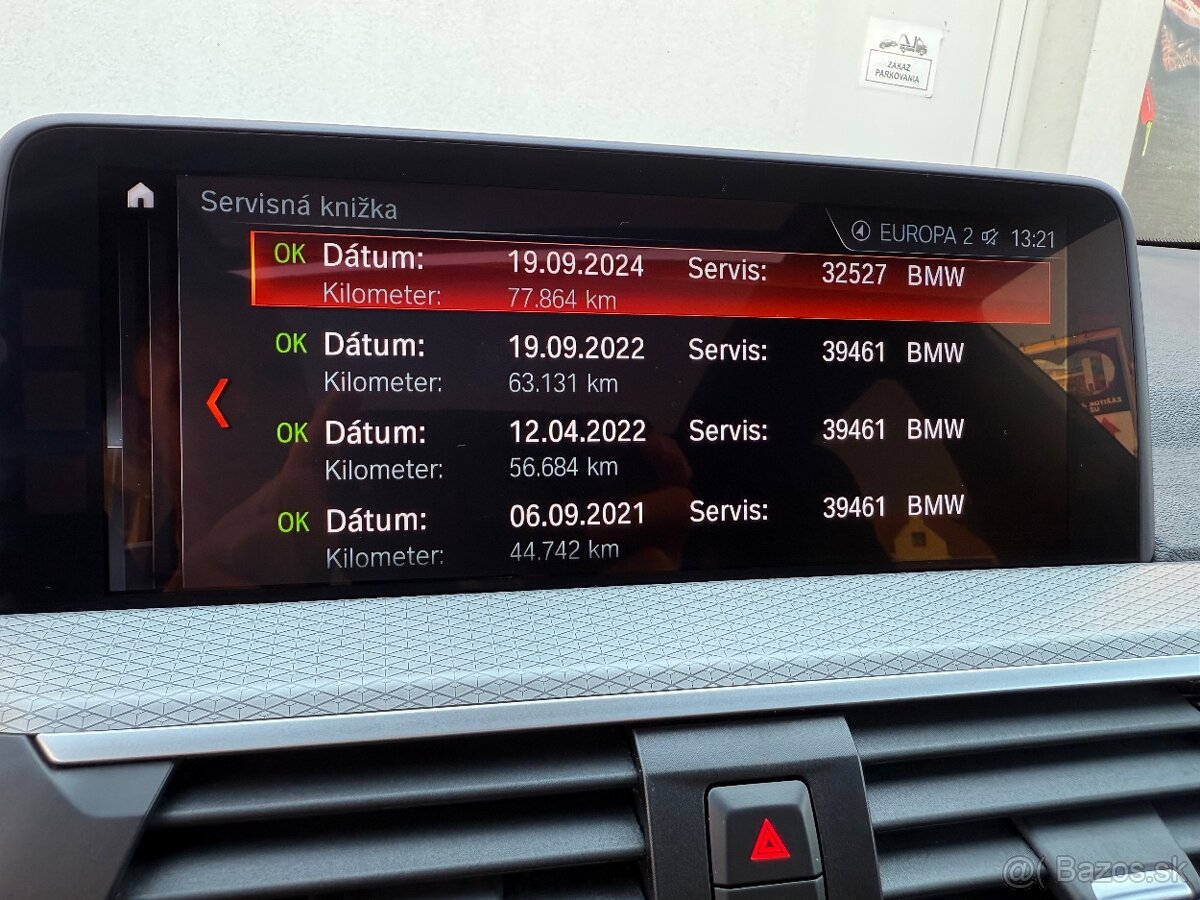 ZÁKAZ
PARKOVANIA
Servisná knižka
EUROPA 2 13:21
OK Dátum: 19.09.2024 Servis: 32527 BMW
Kilometer: 77.864 km
OK Dátum: 19.09.2022 Servis: 39461 BMW
Kilometer: 63.131 km
OK Dátum: 12.04.2022 Servis: 39461 BMW
Kilometer: 56.684 km
OK Dátum: 06.09.2021 Servis: 39461 BMW
Kilometer: 44.742 km
Bazos.sk